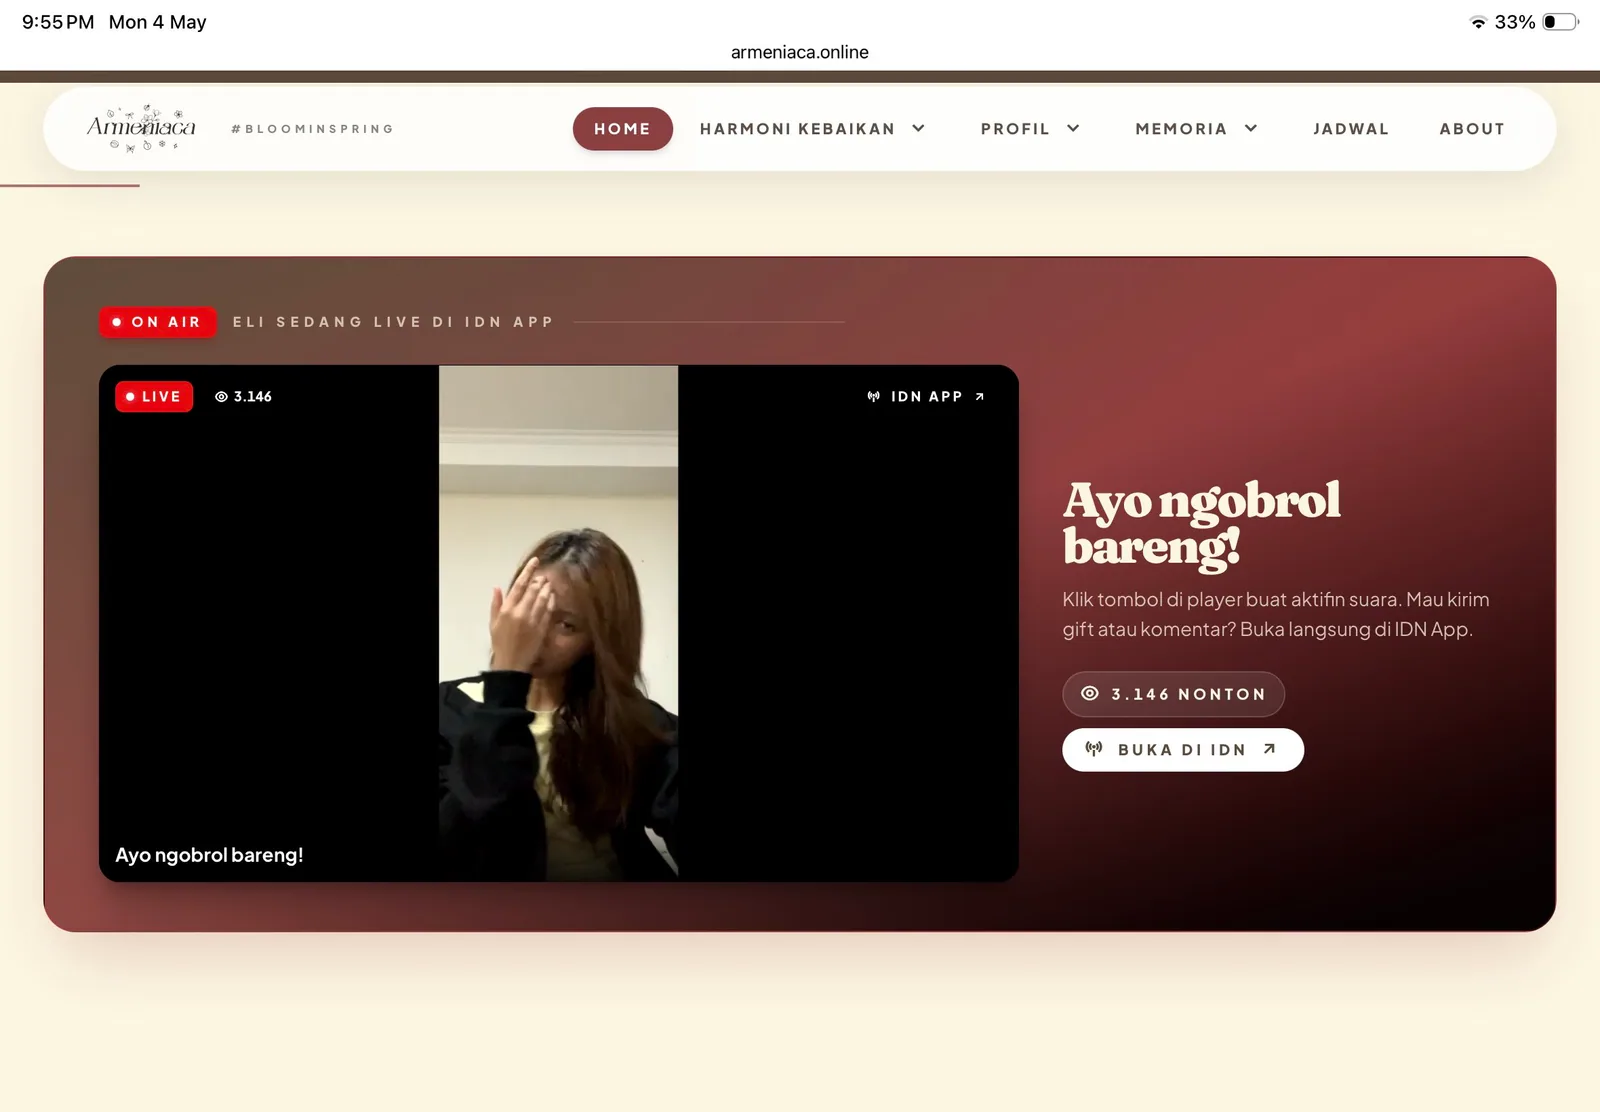 9:55 PM Mon 4 May
33%
armeniaca.online
Armeniaca
#BLOOMINSPRING
HOME
HARMONI KEBAIKAN
PROFIL
MEMORIA
JADWAL
ABOUT
ON AIR
ELI SEDANG LIVE DI IDN APP
LIVE
3.146
IDN APP
Ayo ngobrol bareng!
Ayo ngobrol
bareng!
Klik tombol di player buat aktifin suara. Mau kirim
gift atau komentar? Buka langsung di IDN App.
3.146 NONTON
BUKA DI IDN